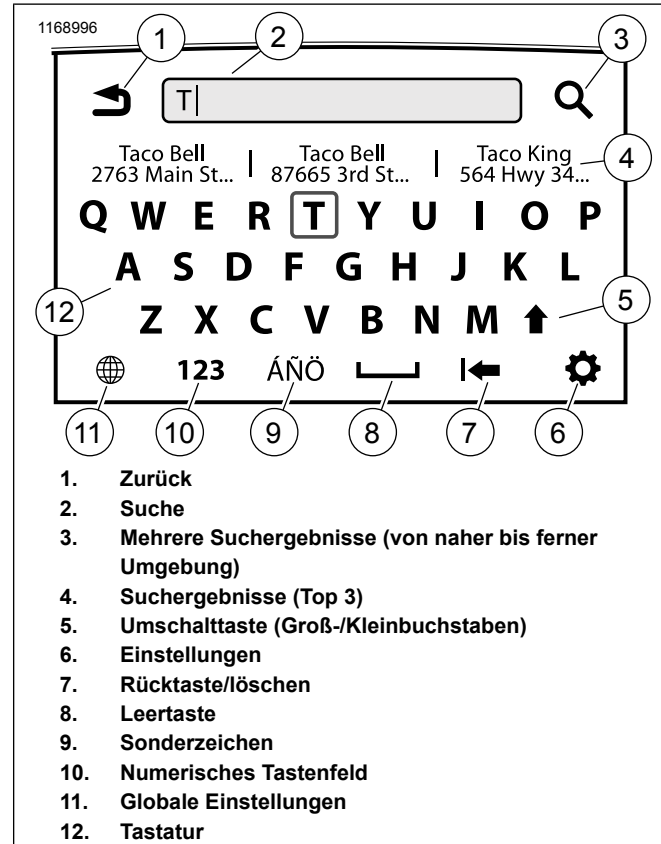 1168996
1
2
3
T
Taco Bell | Taco Bell | Taco King
2763 Main St... 87665 3rd St... 564 Hwy 34...
4
Q W E R T Y U I O P
A S D F G H J K L
12
5
Z X C V B N M
123 ÁÑÖ
11 10 9 8 7 6
1. Zurück
2. Suche
3. Mehrere Suchergebnisse (von naher bis ferner
Umgebung)
4. Suchergebnisse (Top 3)
5. Umschalttaste (Groß-/Kleinbuchstaben)
6. Einstellungen
7. Rücktaste/löschen
8. Leertaste
9. Sonderzeichen
10. Numerisches Tastenfeld
11. Globale Einstellungen
12. Tastatur